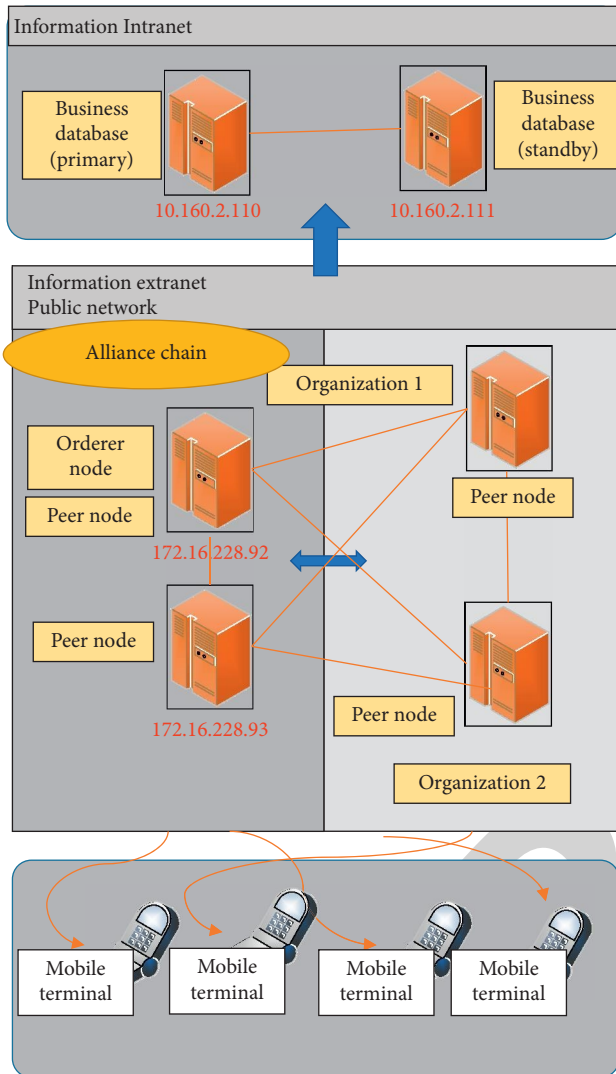 Information Intranet
Business
database
(primary)
Business
database
(standby)
10.160.2.110
10.160.2.111
Information extranet
Public network
Alliance chain
Organization 1
Orderer
node
Peer node
Peer node
172.16.228.92
Peer node
172.16.228.93
Peer node
Organization 2
Mobile
terminal
Mobile
terminal
Mobile
terminal
Mobile
terminal